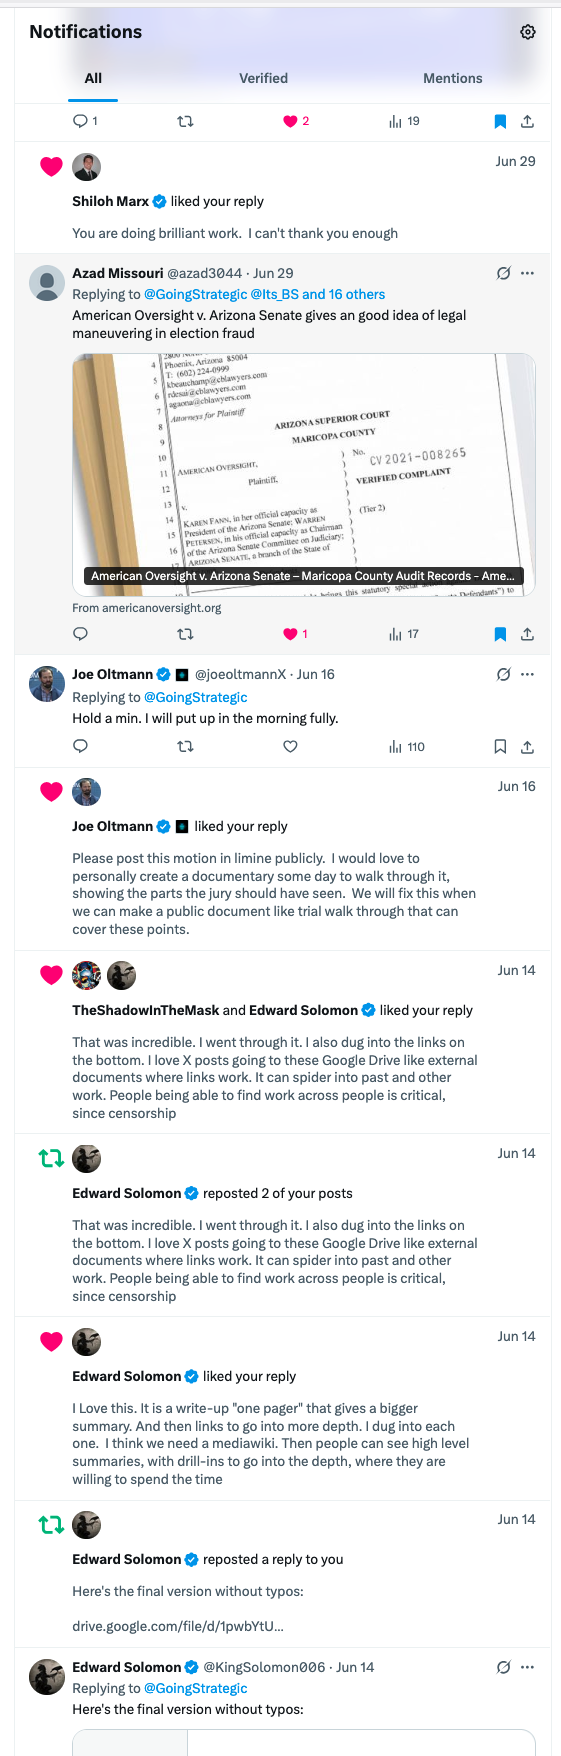 Notifications
All
Verified
Mentions
1
2
19
Jun 29
Shiloh Marx liked your reply
You are doing brilliant work. I can't thank you enough
Azad Missouri @azad3044 · Jun 29
Replying to @GoingStrategic @Its_BS and 16 others
American Oversight v. Arizona Senate gives an good idea of legal
maneuvering in election fraud
4
Phoenix, Arizona 85004
5
T: (602) 224-0999
6
kbeauchamp@cblawyers.com
7
rdesai@cblawyers.com
agaona@cblawyers.com
8
Attorneys for Plaintiff
9
ARIZONA SUPERIOR COURT
MARICOPA COUNTY
10
11
AMERICAN OVERSIGHT,
No. CV 2021-008265
12
Plaintiff,
VERIFIED COMPLAINT
13
v.
(Tier 2)
14
KAREN FANN, in her official capacity as
15
President of the Arizona Senate; WARREN
16
PETERSEN, in his official capacity as Chairman
of the Arizona Senate Committee on Judiciary;
ARIZONA SENATE, a branch of the State of
American Oversight v. Arizona Senate – Maricopa County Audit Records - Ame...
From americanoversight.org
1
17
Joe Oltmann @joeoltmannX · Jun 16
Replying to @GoingStrategic
Hold a min. I will put up in the morning fully.
110
Jun 16
Joe Oltmann liked your reply
Please post this motion in limine publicly. I would love to
personally create a documentary some day to walk through it,
showing the parts the jury should have seen. We will fix this when
we can make a public document like trial walk through that can
cover these points.
Jun 14
TheShadowInTheMask and Edward Solomon liked your reply
That was incredible. I went through it. I also dug into the links on
the bottom. I love X posts going to these Google Drive like external
documents where links work. It can spider into past and other
work. People being able to find work across people is critical,
since censorship
Jun 14
Edward Solomon reposted 2 of your posts
That was incredible. I went through it. I also dug into the links on
the bottom. I love X posts going to these Google Drive like external
documents where links work. It can spider into past and other
work. People being able to find work across people is critical,
since censorship
Jun 14
Edward Solomon liked your reply
I Love this. It is a write-up "one pager" that gives a bigger
summary. And then links to go into more depth. I dug into each
one. I think we need a mediawiki. Then people can see high level
summaries, with drill-ins to go into the depth, where they are
willing to spend the time
Jun 14
Edward Solomon reposted a reply to you
Here's the final version without typos:
drive.google.com/file/d/1pwbYtU...
Edward Solomon @KingSolomon006 · Jun 14
Replying to @GoingStrategic
Here's the final version without typos: